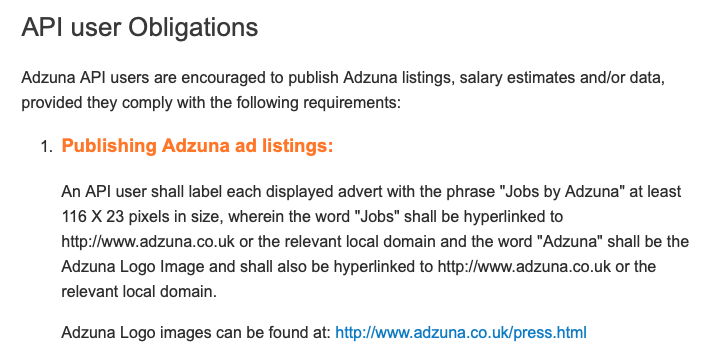 API user Obligations
Adzuna API users are encouraged to publish Adzuna listings, salary estimates and/or data,
provided they comply with the following requirements:
1. Publishing Adzuna ad listings:
An API user shall label each displayed advert with the phrase "Jobs by Adzuna" at least
116 X 23 pixels in size, wherein the word "Jobs" shall be hyperlinked to
http://www.adzuna.co.uk or the relevant local domain and the word "Adzuna" shall be the
Adzuna Logo Image and shall also be hyperlinked to http://www.adzuna.co.uk or the
relevant local domain.
Adzuna Logo images can be found at: http://www.adzuna.co.uk/press.html